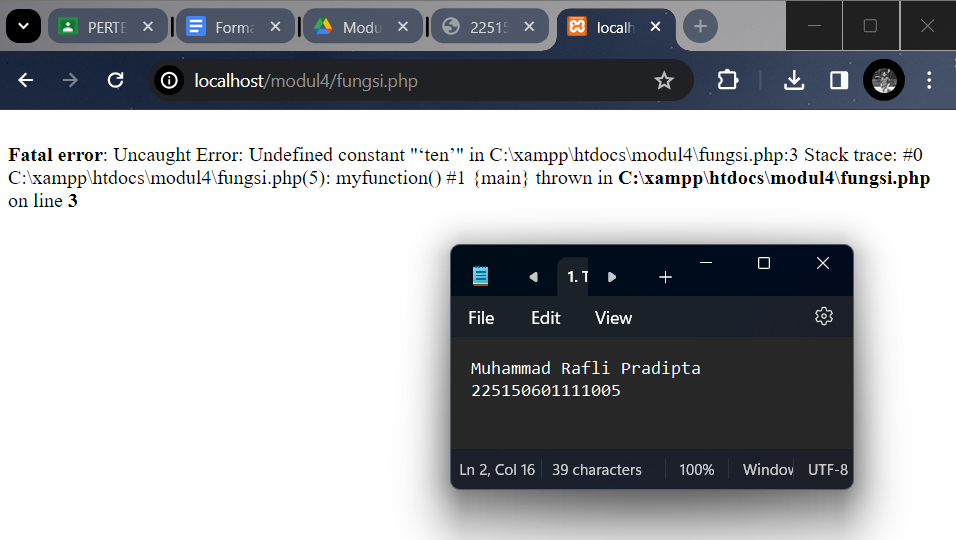 PERTE
Forma
Modu
22515
localh
localhost/modul4/fungsi.php
Fatal error: Uncaught Error: Undefined constant "‘ten’" in C:\xampp\htdocs\modul4\fungsi.php:3 Stack trace: #0
C:\xampp\htdocs\modul4\fungsi.php(5): myfunction() #1 {main} thrown in C:\xampp\htdocs\modul4\fungsi.php
on line 3
1. T
File Edit View
Muhammad Rafli Pradipta
225150601111005
Ln 2, Col 16 39 characters 100% Window UTF-8